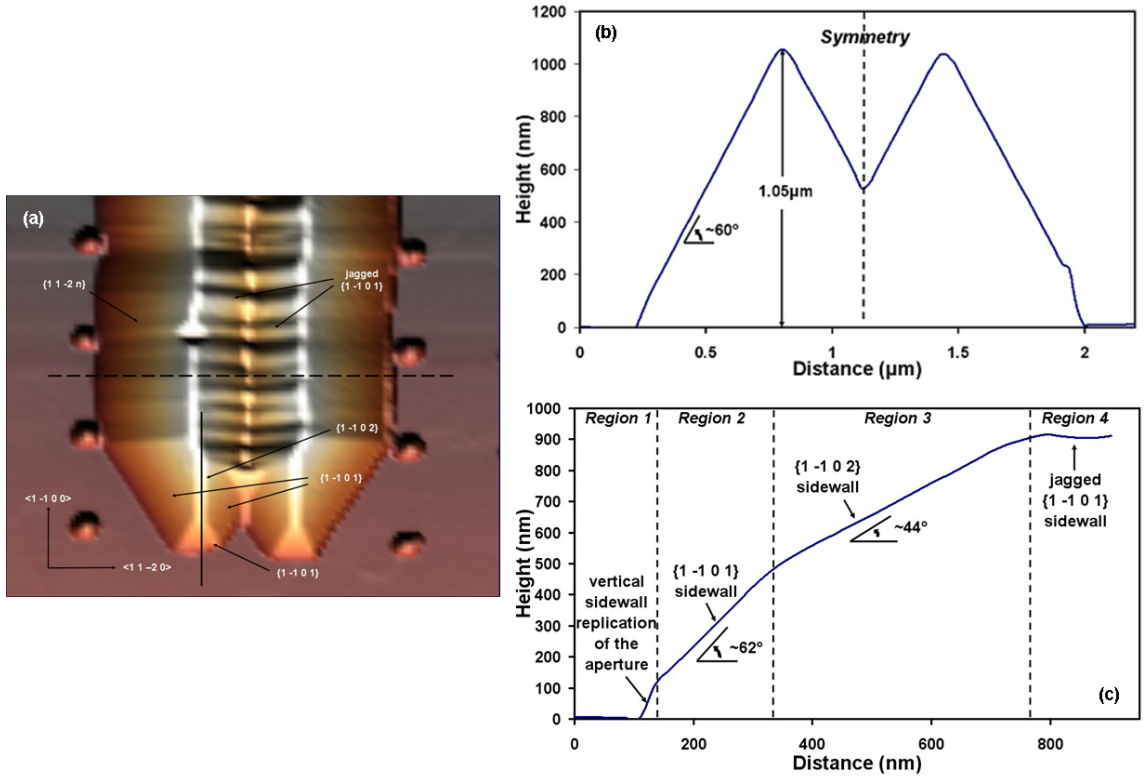 (a)
{1 1 -2 n}
jagged
{1 -1 0 1}
{1 -1 0 2}
{1 -1 0 1}
<1 -1 0 0>
<1 1 –2 0>
{1 -1 0 1}
(b)
Symmetry
1.05µm
~60°
Height (nm)
1200
1000
800
600
400
200
0
0 0.5 1 1.5 2
Distance (µm)
Region 1 Region 2 Region 3 Region 4
{1 -1 0 2}
sidewall
jagged
{1 -1 0 1}
sidewall
~44°
vertical
sidewall
replication
of the
aperture
{1 -1 0 1}
sidewall
~62°
(c)
Height (nm)
1000
900
800
700
600
500
400
300
200
100
0
0 200 400 600 800
Distance (nm)